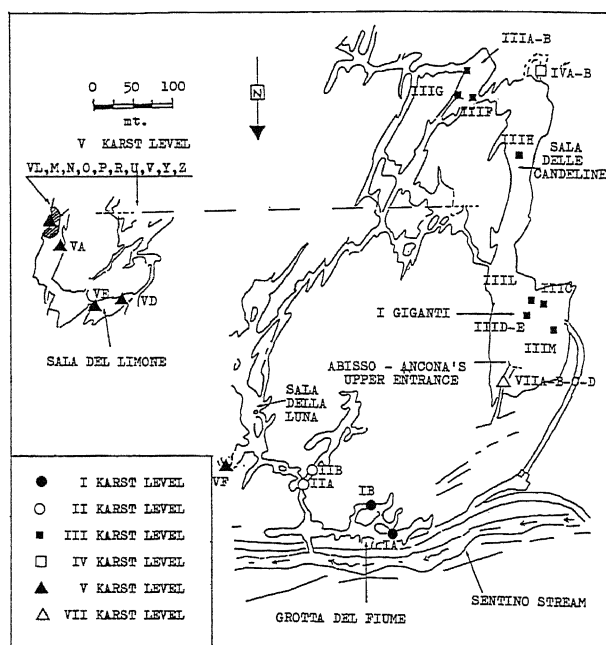 IIIA-B
IVA-B
IIIG
IIIF
0 50 100
mt.
N
V KARST LEVEL
VL,M,N,O,P,R,U,V,Y,Z
IIIH
SALA
DELLE
CANDELINE
VA
VE
VD
SALA DEL LIMONE
IIIL
IIIC
I GIGANTI
IIID-E
IIIM
ABISSO - ANCONA'S
UPPER ENTRANCE
VIIA-B-C-D
SALA
DELLA
LUNA
VF
IIB
IIA
IB
IA
I KARST LEVEL
II KARST LEVEL
III KARST LEVEL
IV KARST LEVEL
V KARST LEVEL
VII KARST LEVEL
GROTTA DEL FIUME
SENTINO STREAM